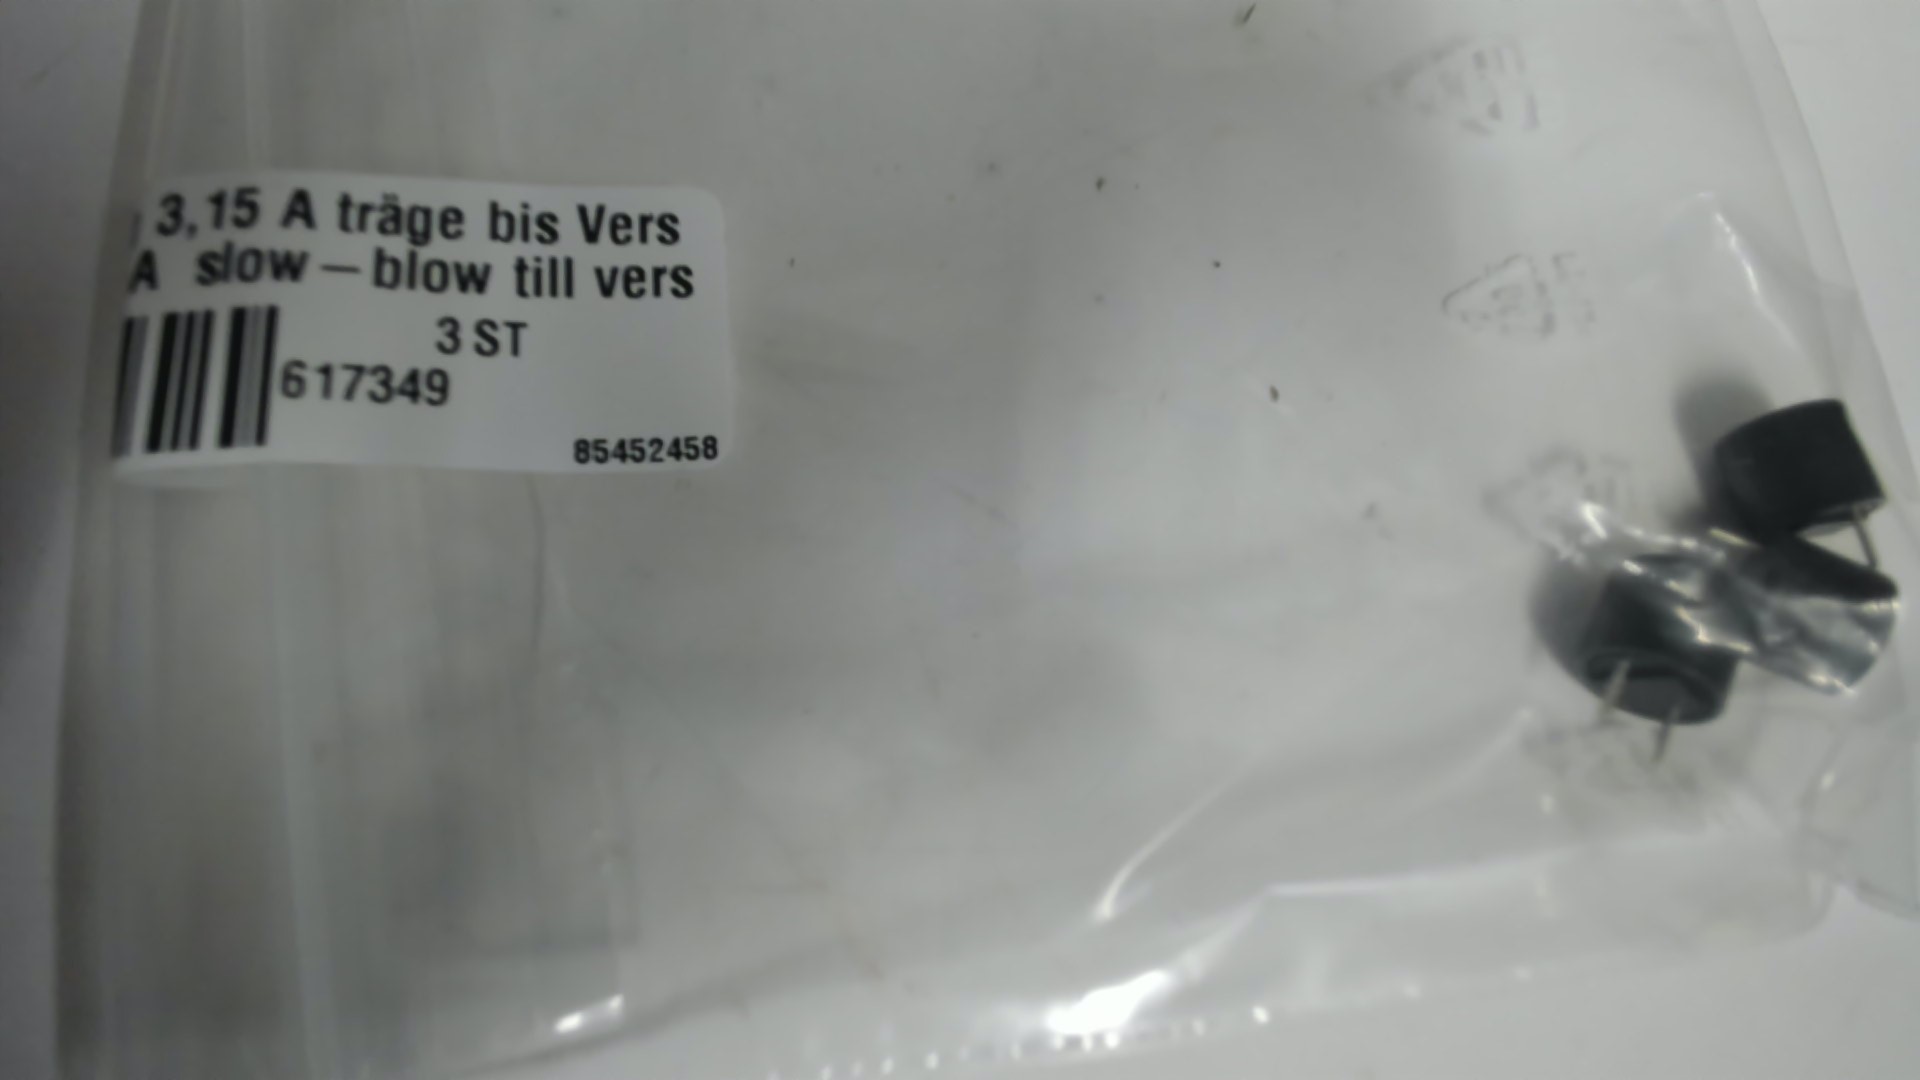 3,15 A träge bis Vers
A slow-blow till vers
3 ST
617349
85452458